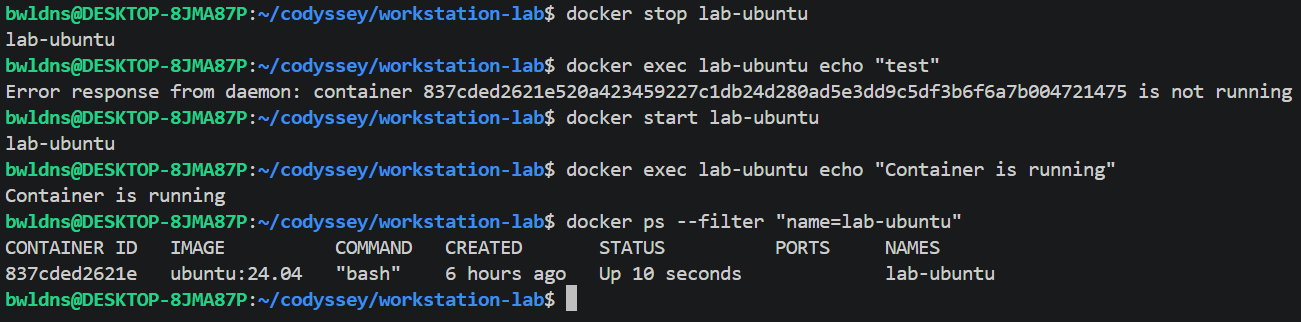 bwldns@DESKTOP-8JMA87P:~/codyssey/workstation-lab$ docker stop lab-ubuntu
lab-ubuntu
bwldns@DESKTOP-8JMA87P:~/codyssey/workstation-lab$ docker exec lab-ubuntu echo "test"
Error response from daemon: container 837cded2621e520a423459227c1db24d280ad5e3dd9c5df3b6f6a7b004721475 is not running
bwldns@DESKTOP-8JMA87P:~/codyssey/workstation-lab$ docker start lab-ubuntu
lab-ubuntu
bwldns@DESKTOP-8JMA87P:~/codyssey/workstation-lab$ docker exec lab-ubuntu echo "Container is running"
Container is running
bwldns@DESKTOP-8JMA87P:~/codyssey/workstation-lab$ docker ps --filter "name=lab-ubuntu"
CONTAINER ID   IMAGE          COMMAND   CREATED       STATUS          PORTS     NAMES
837cded2621e   ubuntu:24.04   "bash"    6 hours ago   Up 10 seconds             lab-ubuntu
bwldns@DESKTOP-8JMA87P:~/codyssey/workstation-lab$